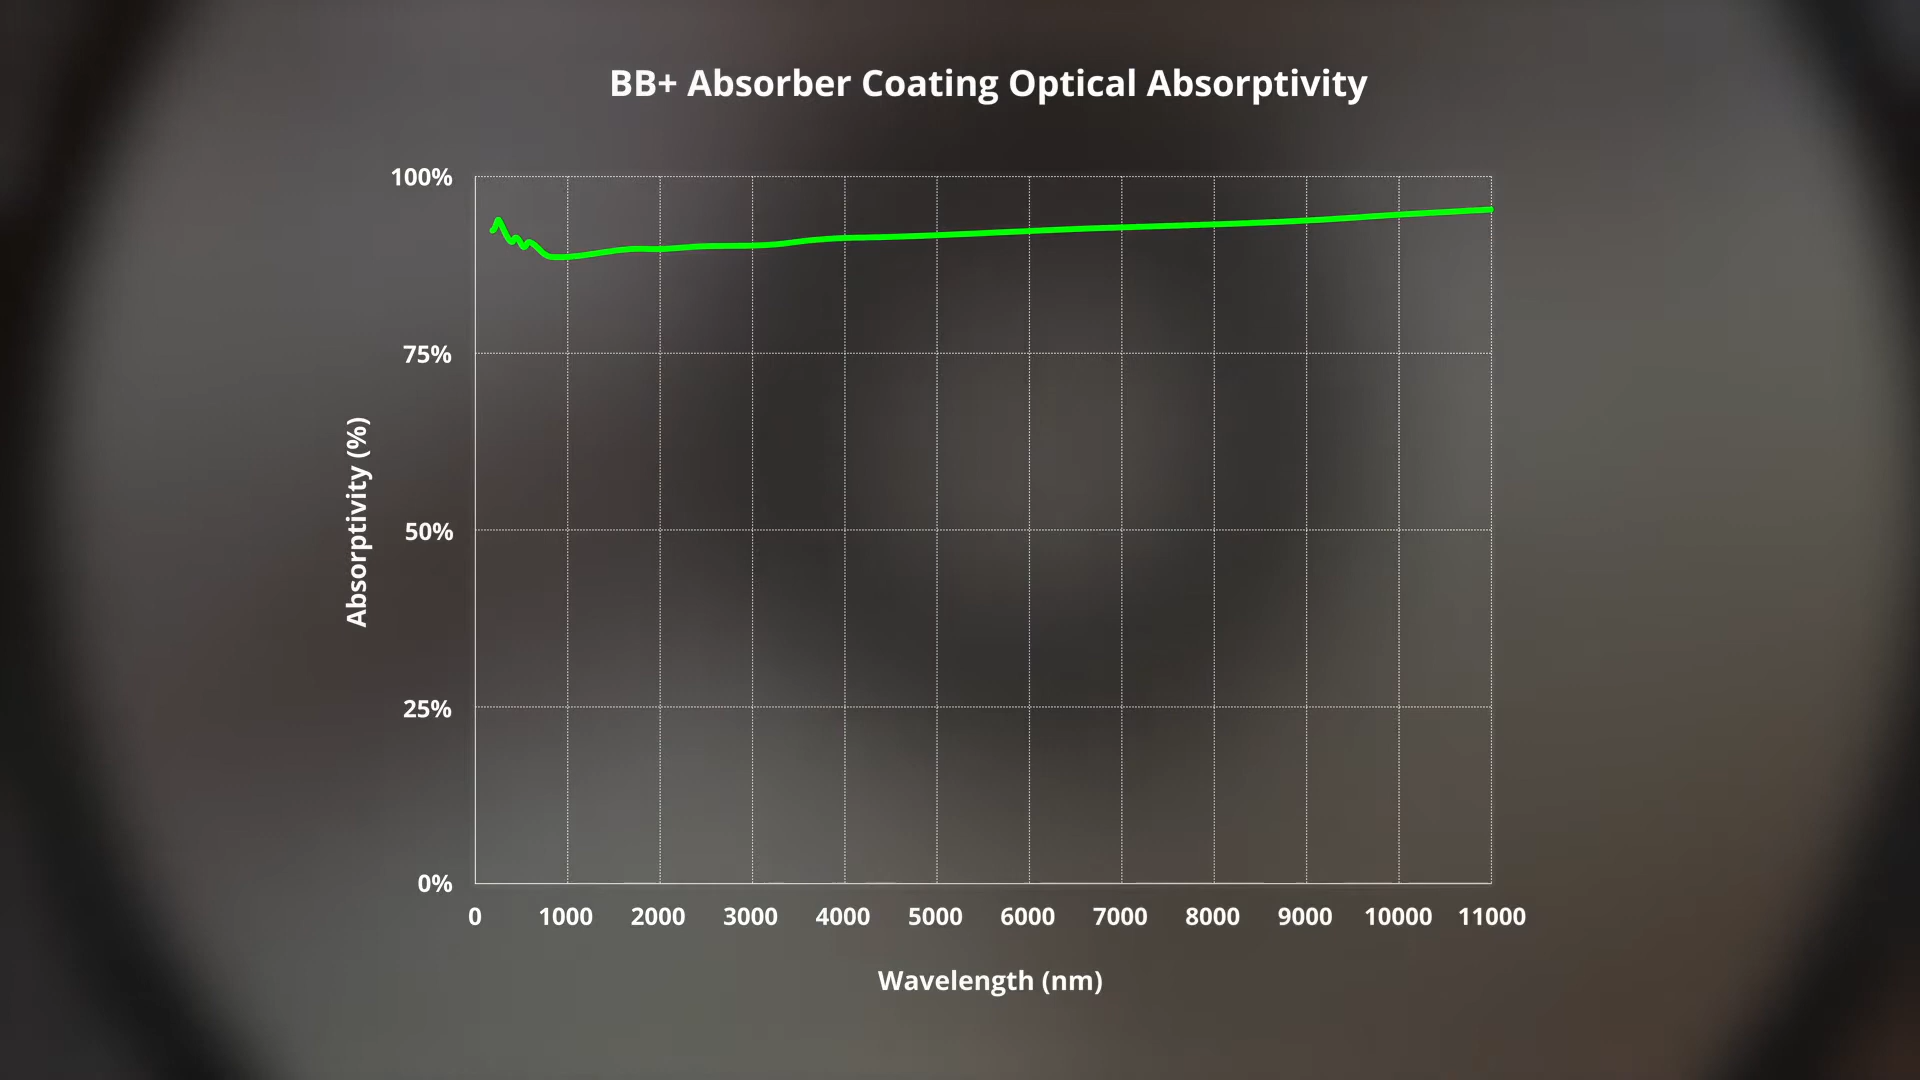 BB+ Absorber Coating Optical Absorptivity
100%
75%
Absorptivity (%)
50%
25%
0%
0 1000 2000 3000 4000 5000 6000 7000 8000 9000 10000 11000
Wavelength (nm)